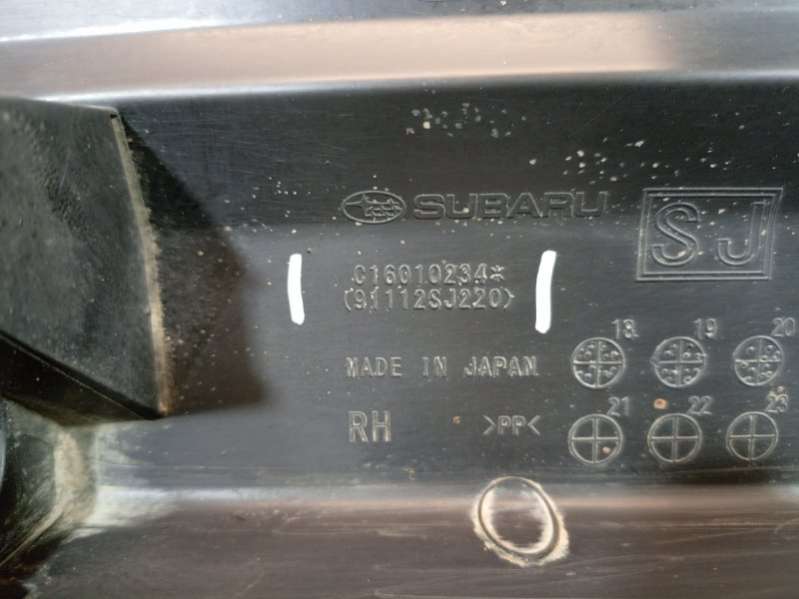 SUBARU
SJ
C16010234*
(91112SJ220)
MADE IN JAPAN
18 19 20
RH >PP<
21 22 23